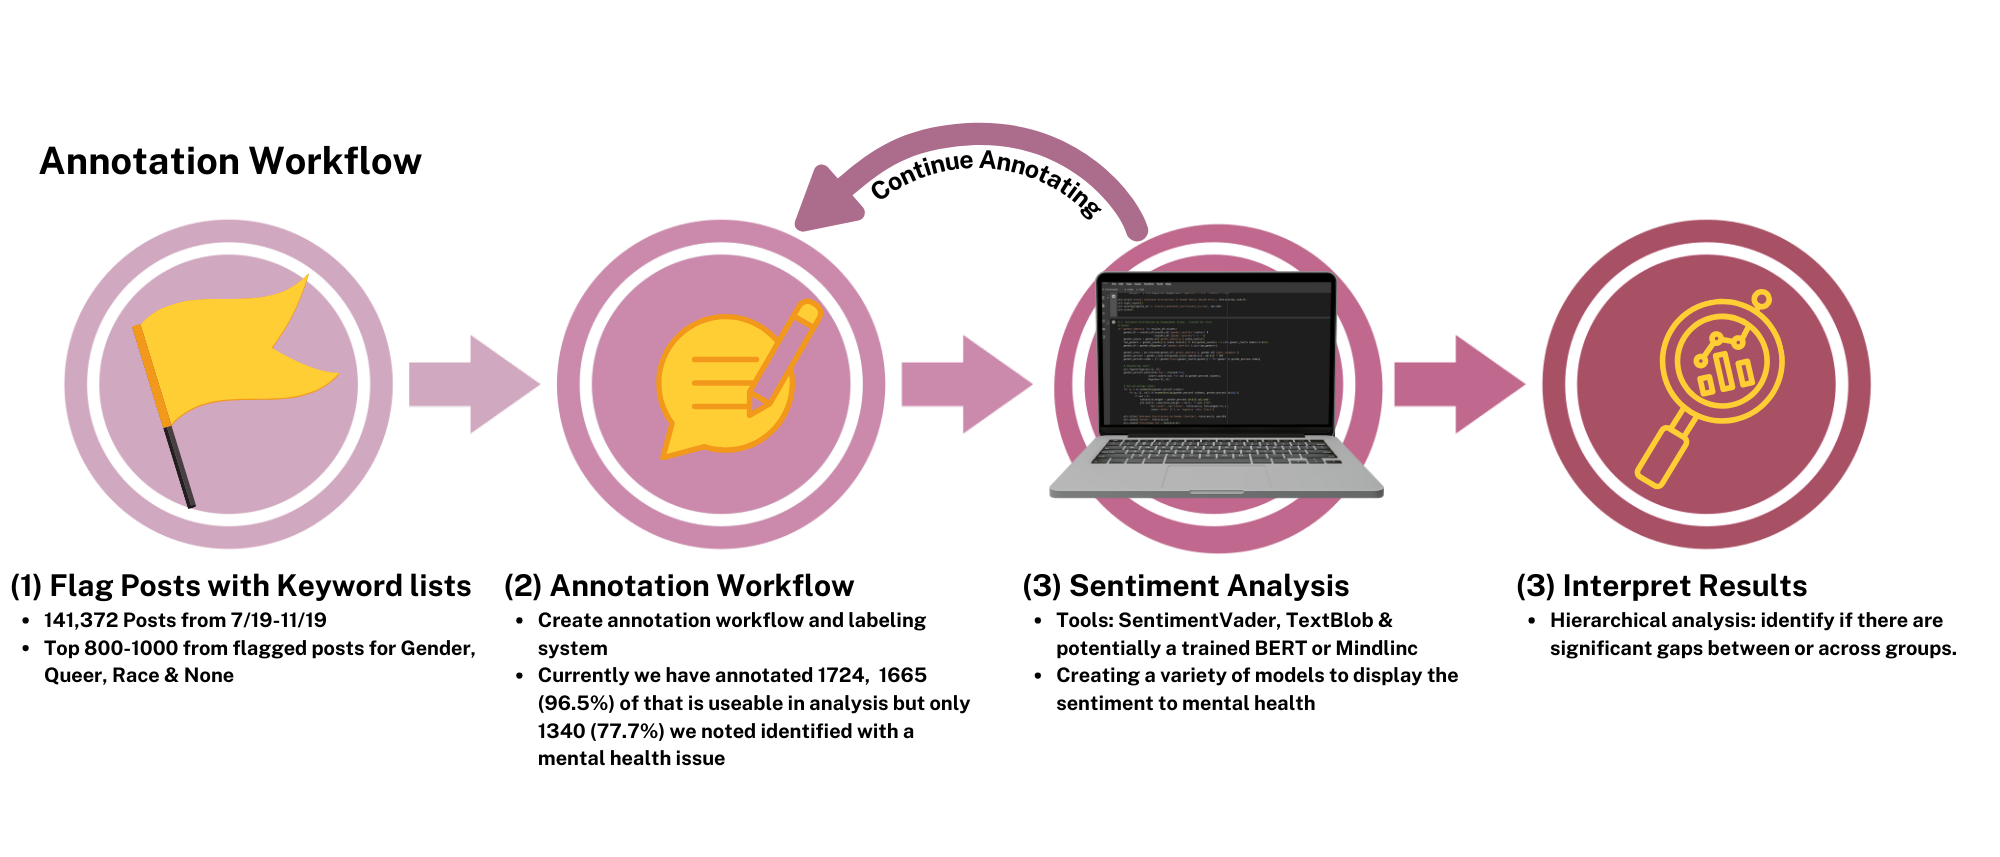 Annotation Workflow
Continue Annotating
(1) Flag Posts with Keyword lists
• 141,372 Posts from 7/19-11/19
• Top 800-1000 from flagged posts for Gender,
Queer, Race & None
(2) Annotation Workflow
• Create annotation workflow and labeling
system
• Currently we have annotated 1724, 1665
(96.5%) of that is useable in analysis but only
1340 (77.7%) we noted identified with a
mental health issue
(3) Sentiment Analysis
• Tools: SentimentVader, TextBlob &
potentially a trained BERT or Mindlinc
• Creating a variety of models to display the
sentiment to mental health
(3) Interpret Results
• Hierarchical analysis: identify if there are
significant gaps between or across groups.